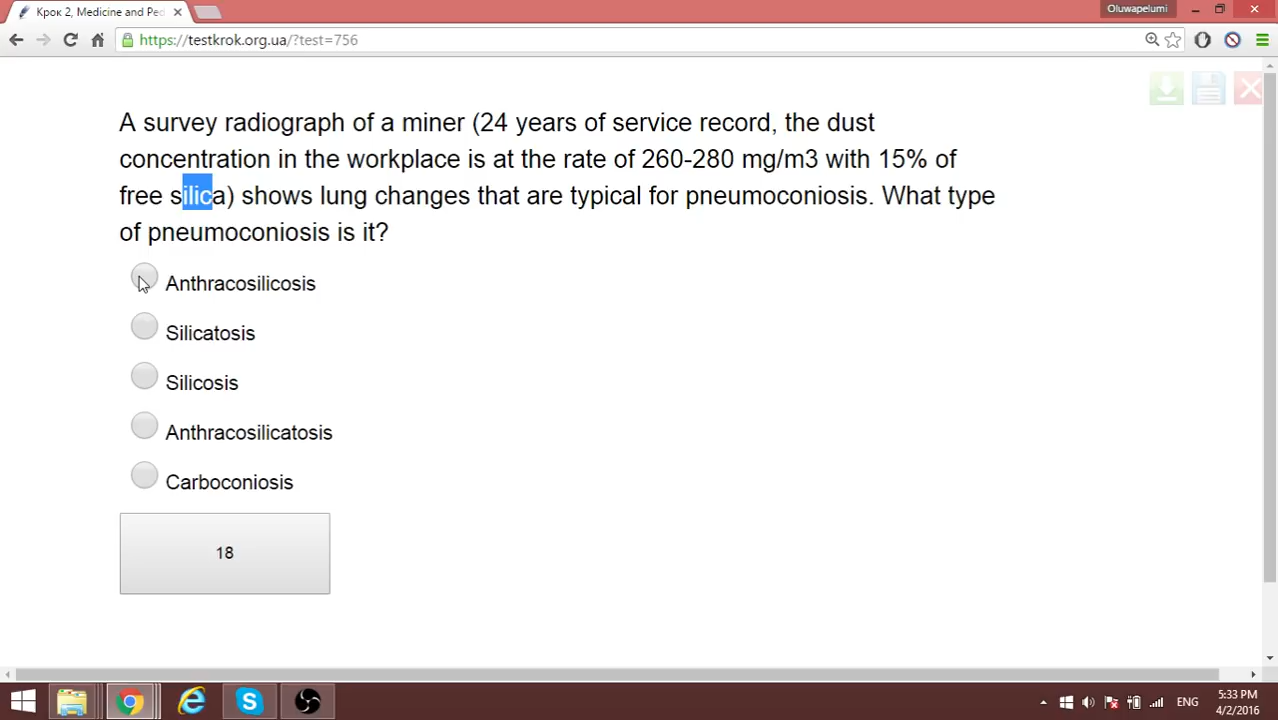 Крок 2, Medicine and Ped
Oluwapelumi
https://testkrok.org.ua/?test=756
A survey radiograph of a miner (24 years of service record, the dust
concentration in the workplace is at the rate of 260-280 mg/m3 with 15% of
free silica) shows lung changes that are typical for pneumoconiosis. What type
of pneumoconiosis is it?
Anthracosilicosis
Silicatosis
Silicosis
Anthracosilicatosis
Carboconiosis
18
ENG
5:33 PM
4/2/2016